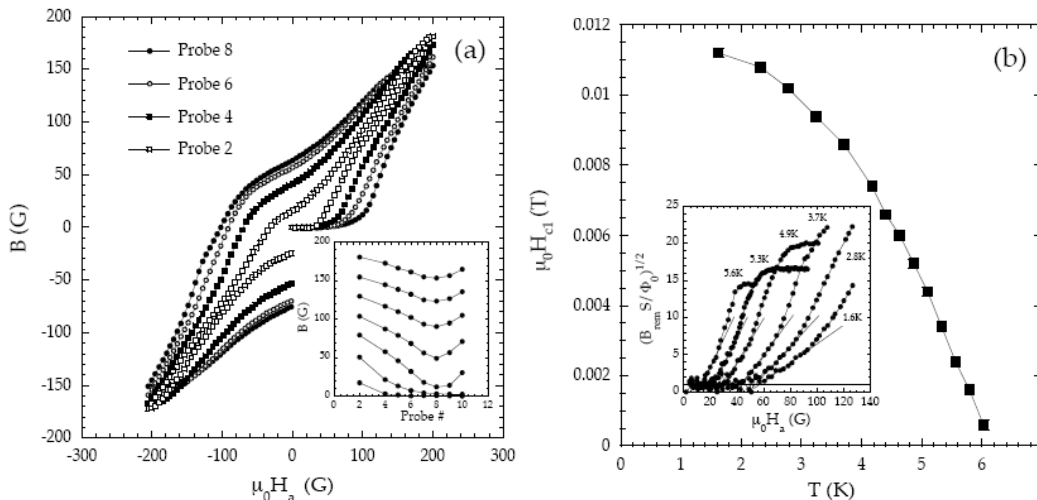 200
150
100
50
0
-50
-100
-150
-200
B (G)
-200
-100
0
100
200
μ₀Hₐ (G)
Probe 8
Probe 6
Probe 4
Probe 2
(a)
200
150
100
50
0
B (G)
0
2
4
6
8
10
12
Probe #
0.012
0.01
0.008
0.006
0.004
0.002
0
μ₀H_c1 (T)
0
1
2
3
4
5
6
T (K)
(b)
25
20
15
10
5
0
(B_rem S/Φ₀)^1/2
0
20
40
60
80
100
120
140
μ₀Hₐ (G)
3.7K
4.9K
5.3K
5.6K
2.8K
1.6K